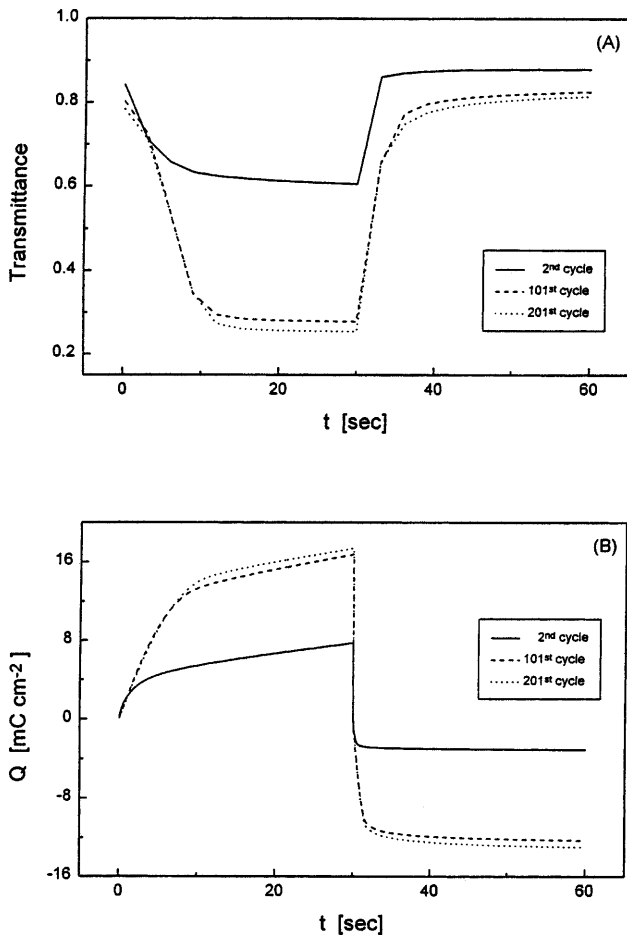 1.0
(A)
0.8
0.6
0.4
0.2
Transmittance
2nd cycle
101st cycle
201st cycle
0
20
40
60
t [sec]
(B)
16
8
0
-8
-16
Q [mC cm-2]
2nd cycle
101st cycle
201st cycle
0
20
40
60
t [sec]